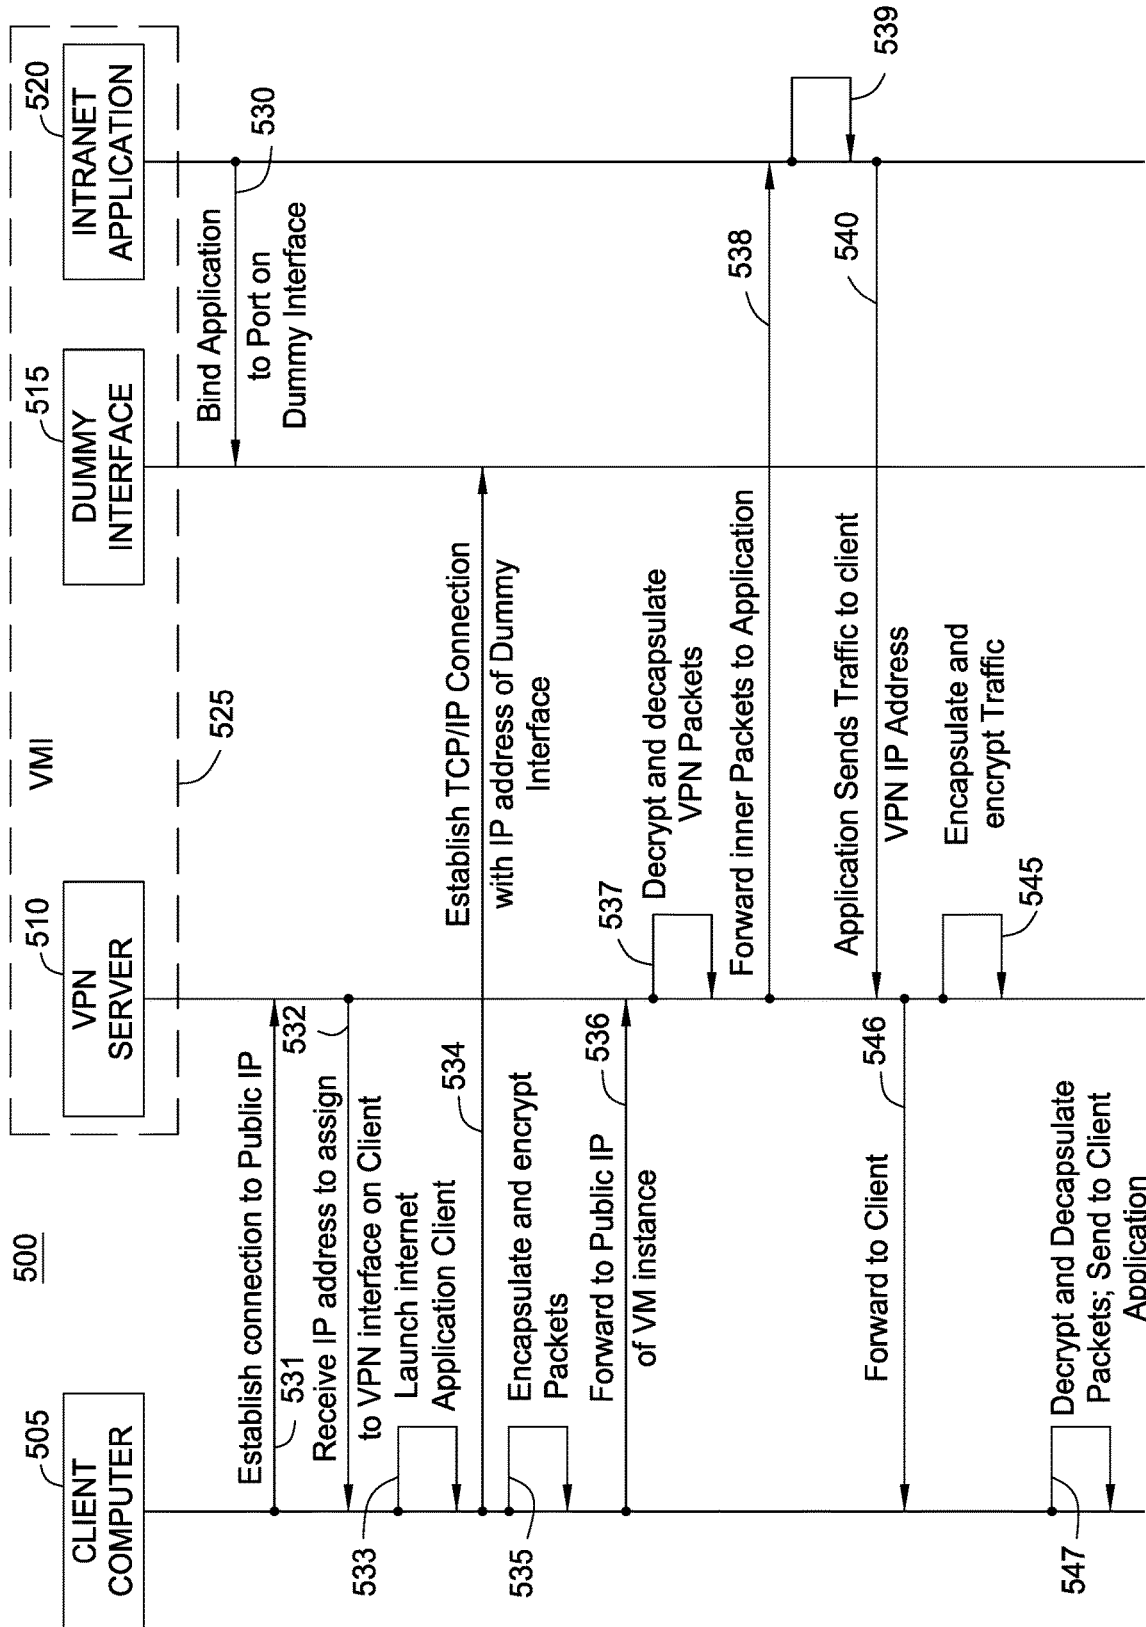 500
VMI
525
505
CLIENT
COMPUTER
510
VPN
SERVER
515
DUMMY
INTERFACE
520
INTRANET
APPLICATION
Bind Application
to Port on
Dummy Interface
530
Establish connection to Public IP
531
532
Receive IP address to assign
to VPN interface on Client
533
Launch internet
Application Client
534
Establish TCP/IP Connection
with IP address of Dummy
Interface
535
Encapsulate and encrypt
Packets
Forward to Public IP
of VM instance
536
537
Decrypt and decapsulate
VPN Packets
Forward inner Packets to Application
538
539
Application Sends Traffic to client
VPN IP Address
540
Forward to Client
546
Encapsulate and
encrypt Traffic
545
547
Decrypt and Decapsulate
Packets; Send to Client
Application